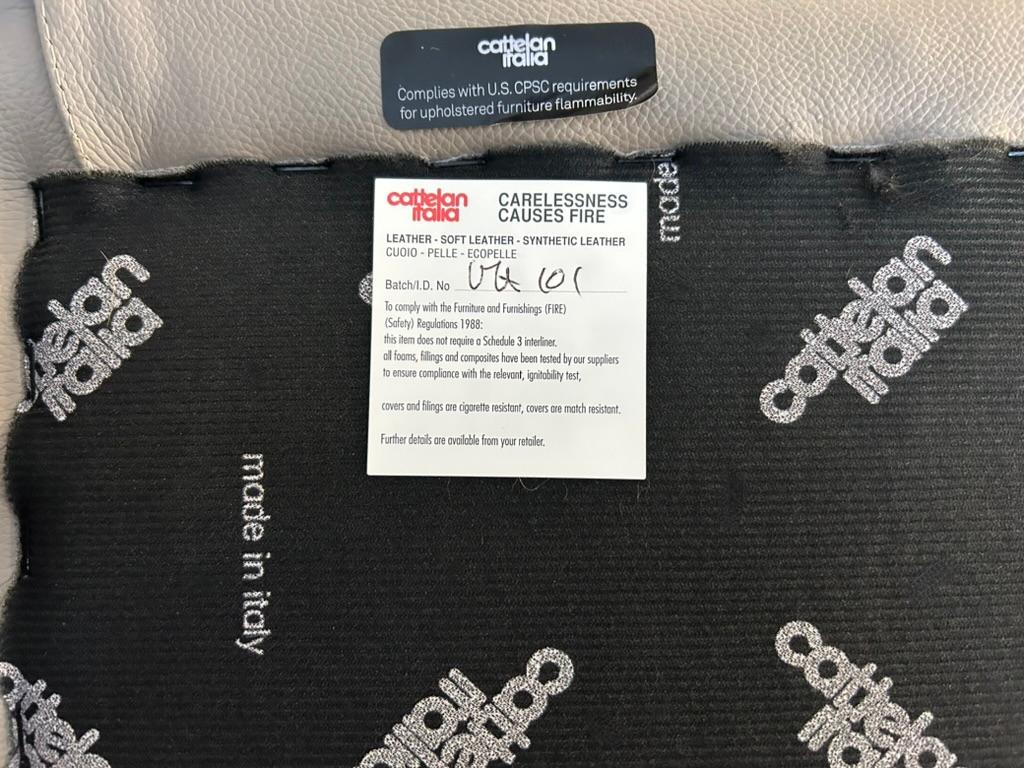 cattelan
italia
Complies with U.S. CPSC requirements
for upholstered furniture flammability.
cattelan
italia
CARELESSNESS
CAUSES FIRE
LEATHER - SOFT LEATHER - SYNTHETIC LEATHER
CUOIO - PELLE - ECOPELLE
Batch/I.D. No
To comply with the Furniture and Furnishings (FIRE)
(Safety) Regulations 1988:
this item does not require a Schedule 3 interliner.
all foams, fillings and composites have been tested by our suppliers
to ensure compliance with the relevant, ignitability test,
covers and filings are cigarette resistant, covers are match resistant.
Further details are available from your retailer.
made
cattelan
italia
cattelan
italia
made in italy
cattelan
italia
cattelan
italia